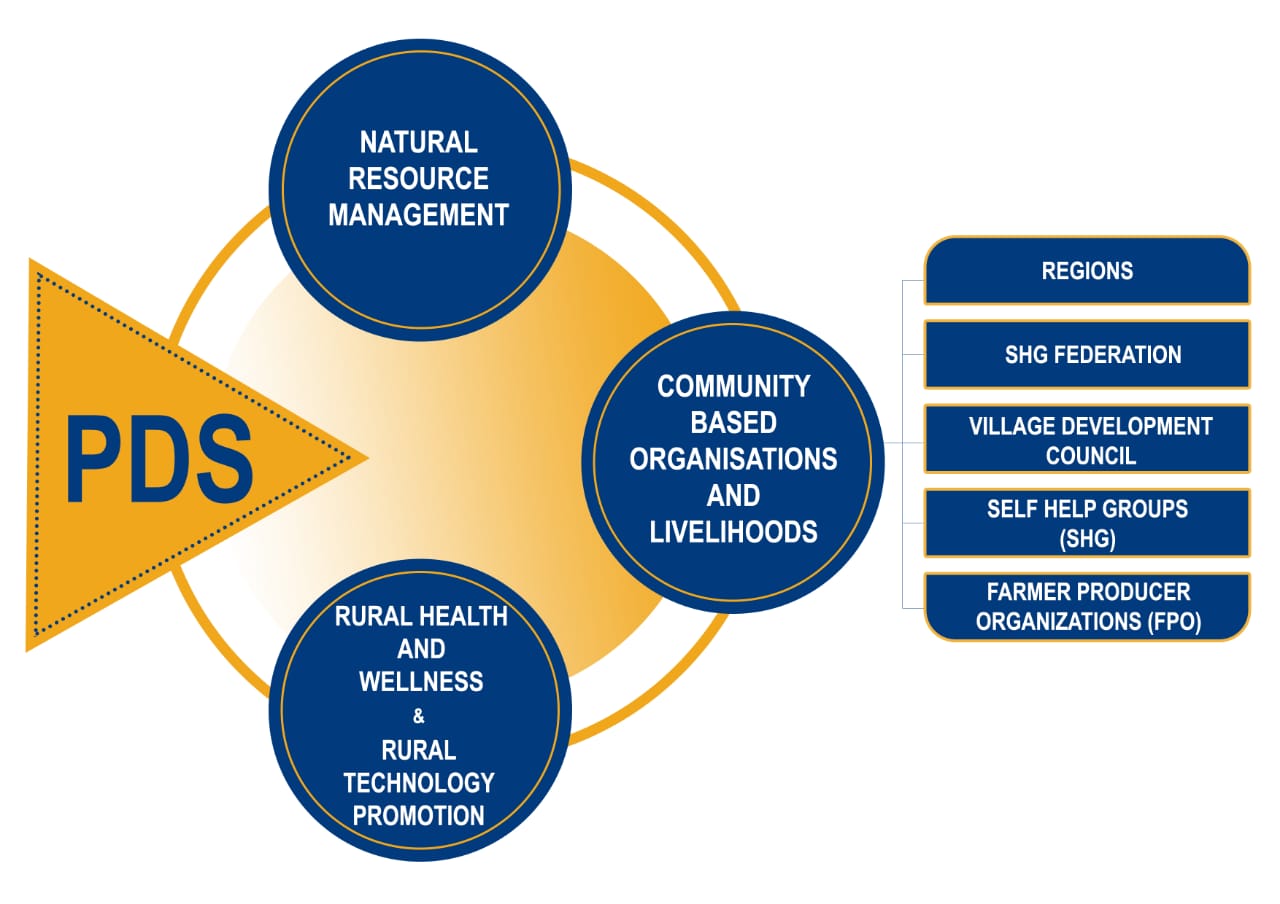 NATURAL
RESOURCE
MANAGEMENT
PDS
COMMUNITY
BASED
ORGANISATIONS
AND
LIVELIHOODS
RURAL HEALTH
AND
WELLNESS
&
RURAL
TECHNOLOGY
PROMOTION
REGIONS
SHG FEDERATION
VILLAGE DEVELOPMENT
COUNCIL
SELF HELP GROUPS
(SHG)
FARMER PRODUCER
ORGANIZATIONS (FPO)